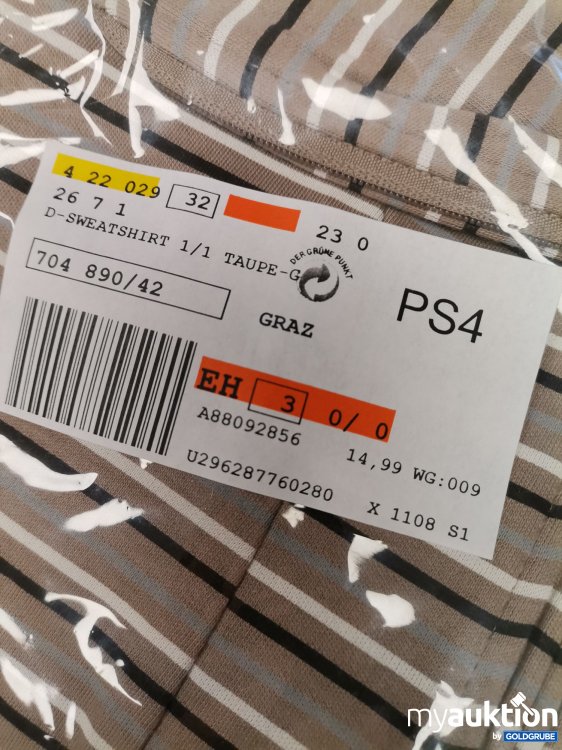 4 22 029 32
26 7 1 23 0
D-SWEATSHIRT 1/1 TAUPE-G
DER GRÜNE PUNKT
704 890/42
GRAZ
PS4
EH 3 0/ 0
A88092856
14,99 WG:009
U296287760280
X 1108 S1
myauktion
by GOLDGRUBE